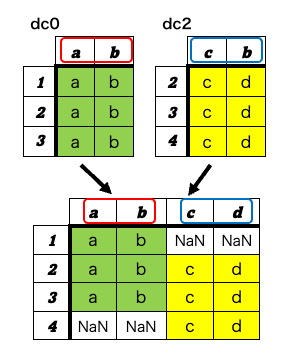 dc0 dc2
a b c b
1 a b 2 c d
2 a b 3 c d
3 a b 4 c d
a b c d
1 a b NaN NaN
2 a b c d
3 a b c d
4 NaN NaN c d